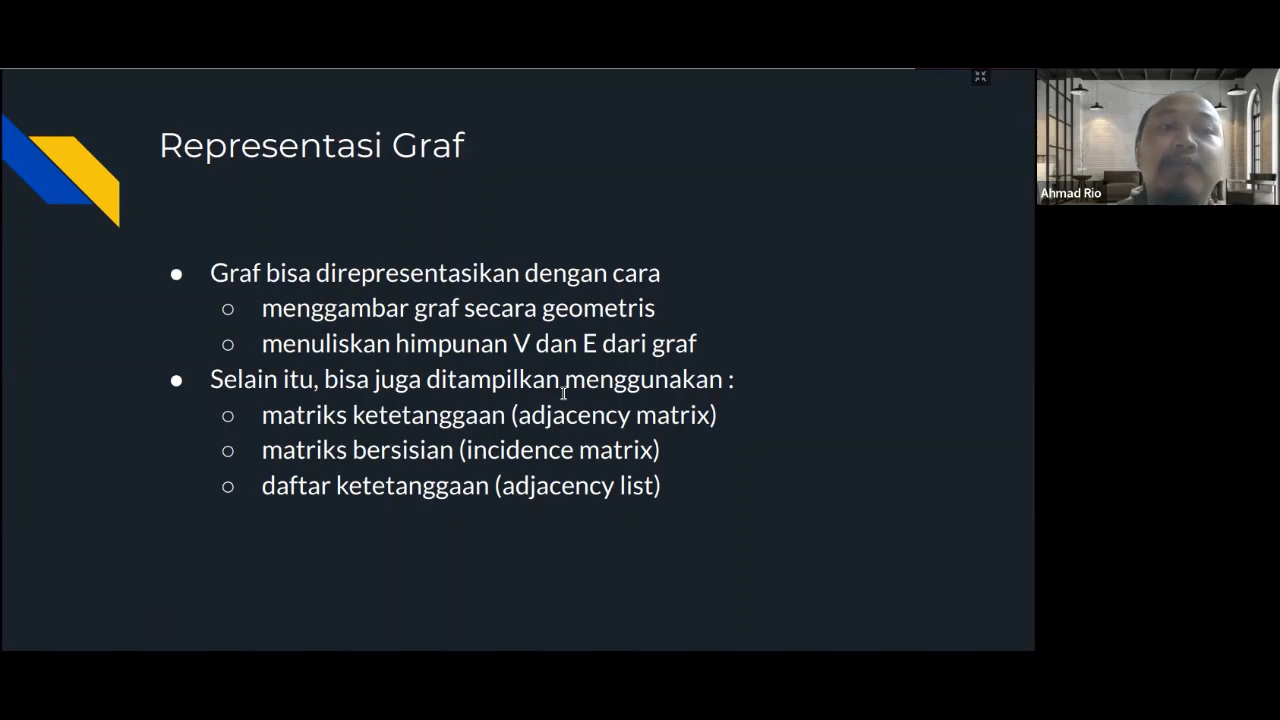 Representasi Graf
Ahmad Rio
● Graf bisa direpresentasikan dengan cara
○ menggambar graf secara geometris
○ menuliskan himpunan V dan E dari graf
● Selain itu, bisa juga ditampilkan menggunakan :
○ matriks ketetanggaan (adjacency matrix)
○ matriks bersisian (incidence matrix)
○ daftar ketetanggaan (adjacency list)